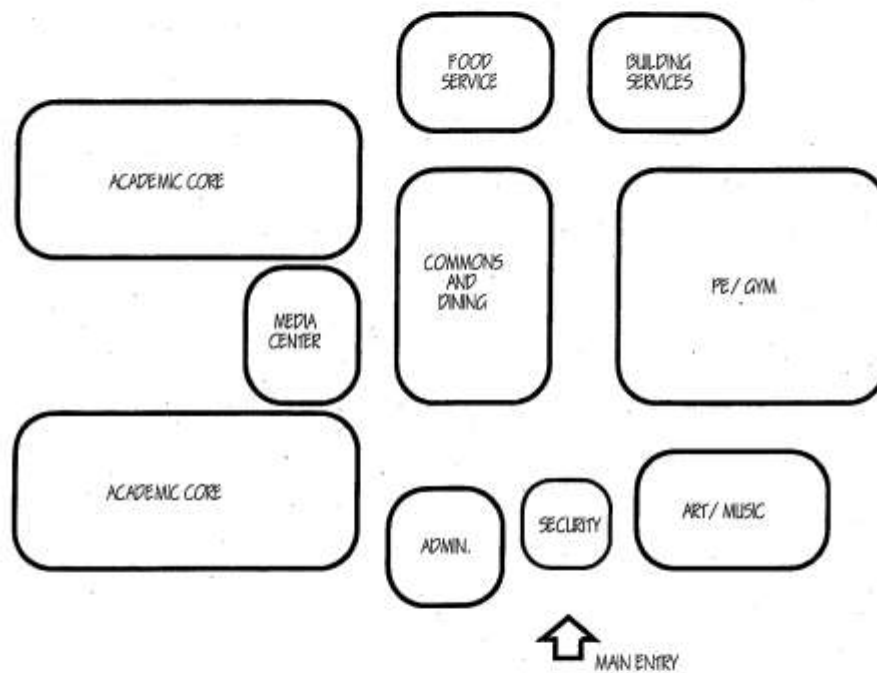 FOOD
SERVICE
BUILDING
SERVICES
ACADEMIC CORE
COMMONS
AND
DINING
PE/ GYM
MEDIA
CENTER
ACADEMIC CORE
ADMIN.
SECURITY
ART/ MUSIC
MAIN ENTRY